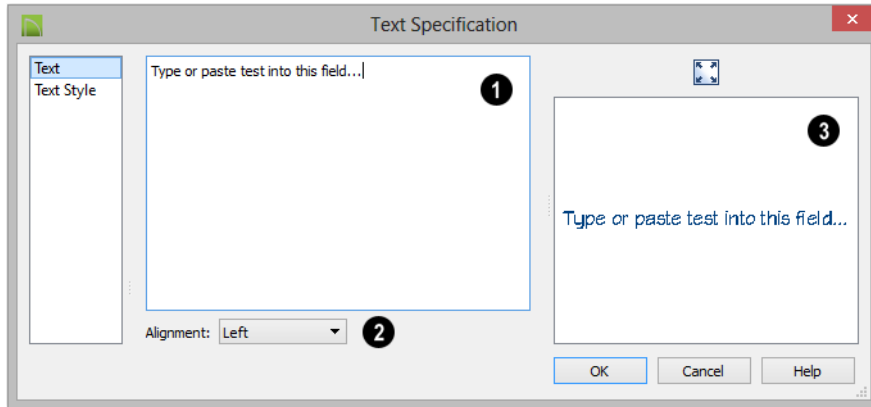 Text Specification
×
Text
Text Style
Type or paste test into this field...
1
3
Type or paste test into this field...
Alignment: Left
2
OK Cancel Help